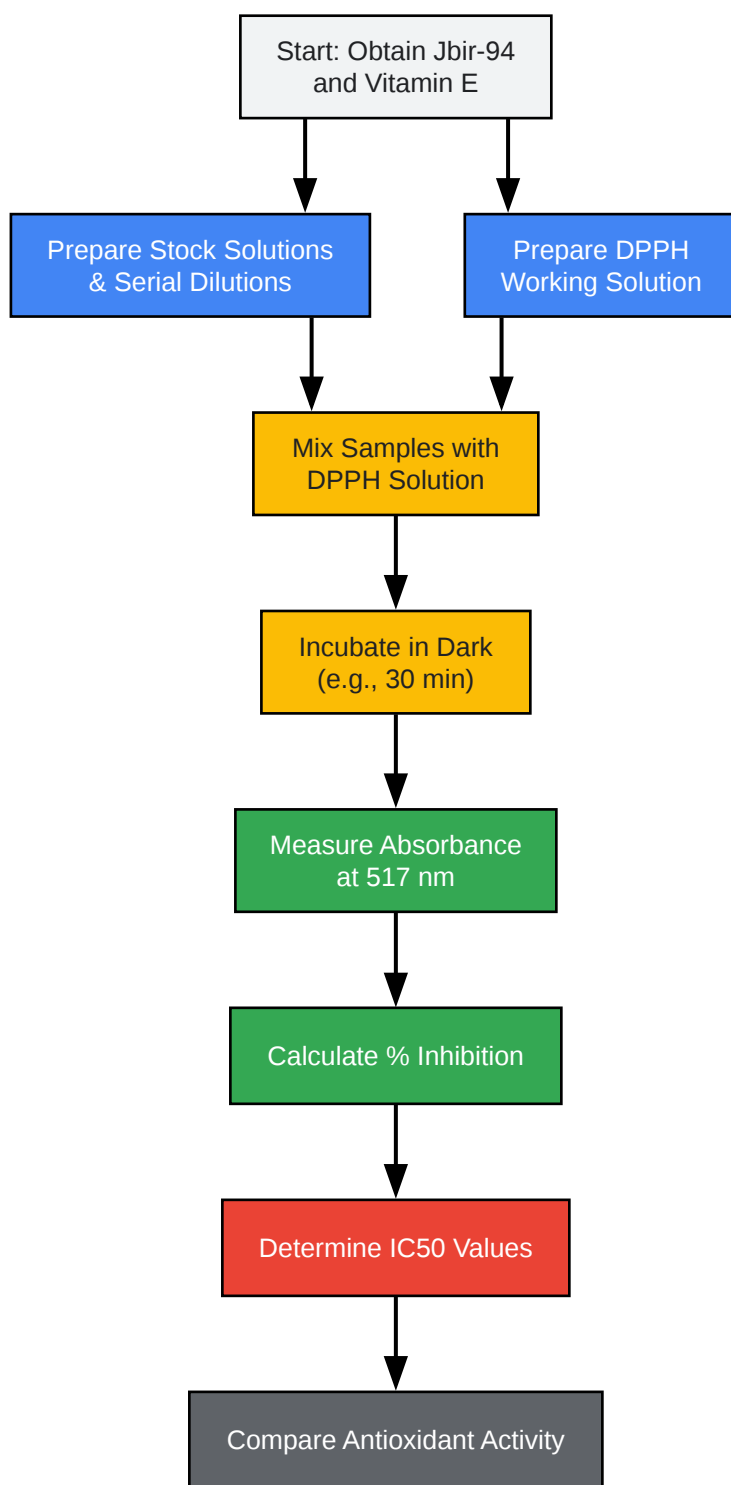 Start: Obtain Jbir-94
and Vitamin E
Prepare Stock Solutions
& Serial Dilutions
Prepare DPPH
Working Solution
Mix Samples with
DPPH Solution
Incubate in Dark
(e.g., 30 min)
Measure Absorbance
at 517 nm
Calculate % Inhibition
Determine IC50 Values
Compare Antioxidant Activity